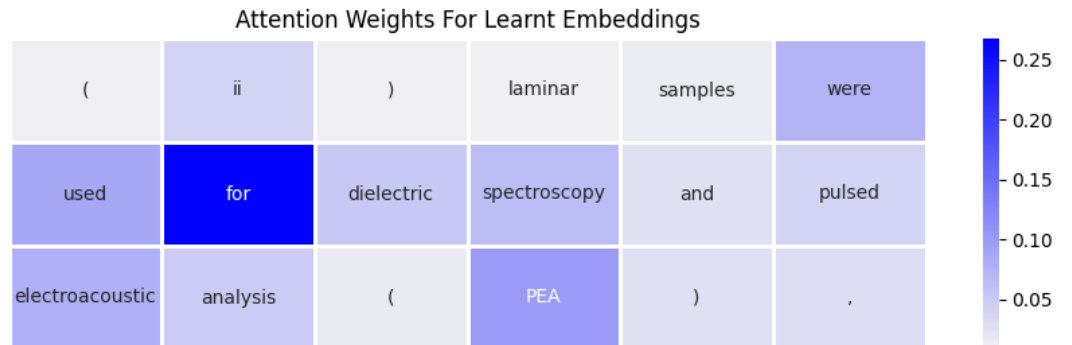 Attention Weights For Learnt Embeddings
( ii ) laminar samples were
used for dielectric spectroscopy and pulsed
electroacoustic analysis ( PEA ) ,
0.25
0.20
0.15
0.10
0.05